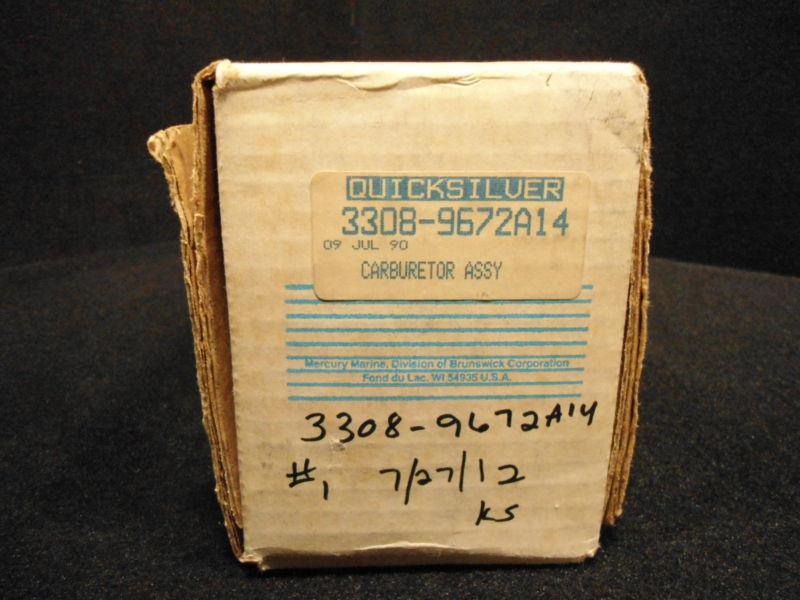 QUICKSILVER
3308-9672A14
09 JUL 90
CARBURETOR ASSY
Mercury Marine, Division of Brunswick Corporation
Fond du Lac, WI 54935 U.S.A.
3308-9672A14
#1 7/27/12
KS